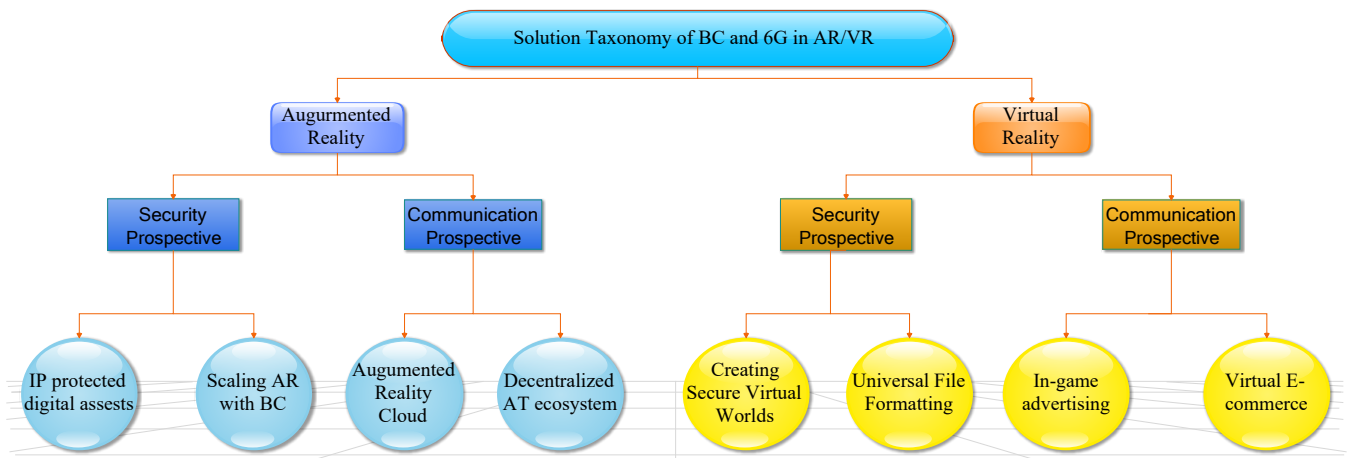 Solution Taxonomy of BC and 6G in AR/VR
Augurmented
Reality
Virtual
Reality
Security
Prospective
Communication
Prospective
Security
Prospective
Communication
Prospective
IP protected
digital assests
Scaling AR
with BC
Augumented
Reality
Cloud
Decentralized
AT ecosystem
Creating
Secure Virtual
Worlds
Universal File
Formatting
In-game
advertising
Virtual E-
commerce